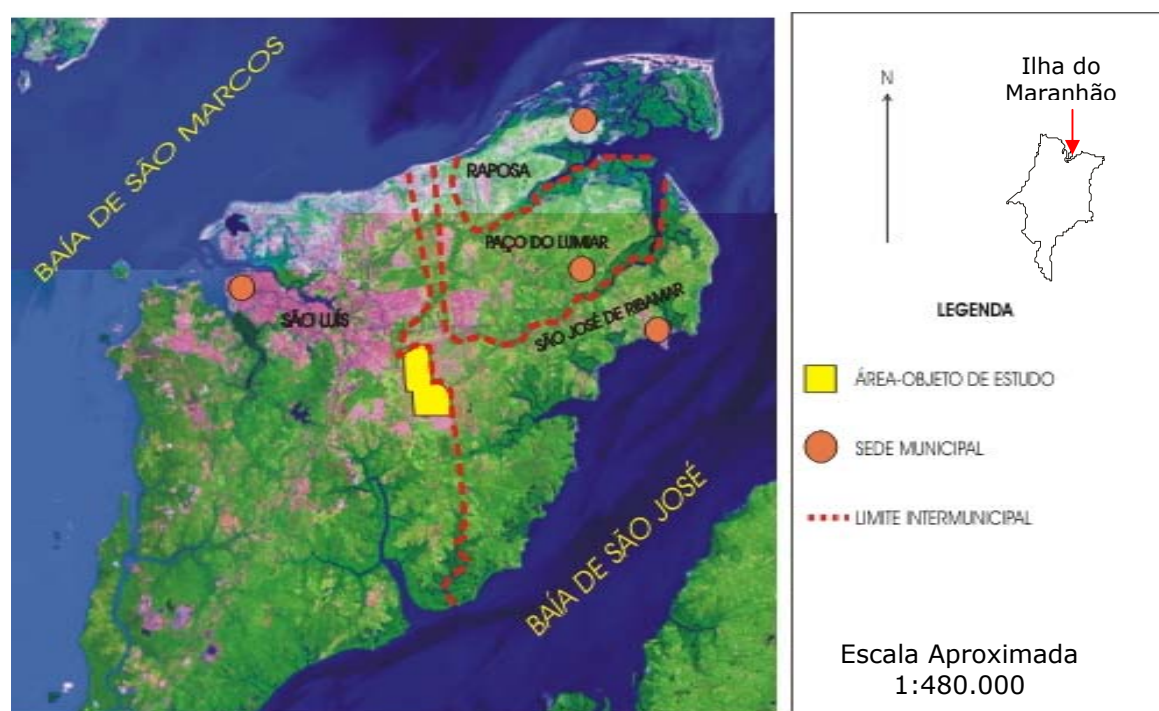 BAÍA DE SÃO MARCOS
RAPOSA
PAÇO DO LUMIAR
SÃO LUÍS
SÃO JOSÉ DE RIBAMAR
BAÍA DE SÃO JOSÉ
N
Ilha do
Maranhão
LEGENDA
ÁREA-OBJETO DE ESTUDO
SEDE MUNICIPAL
LIMITE INTERMUNICIPAL
Escala Aproximada
1:480.000